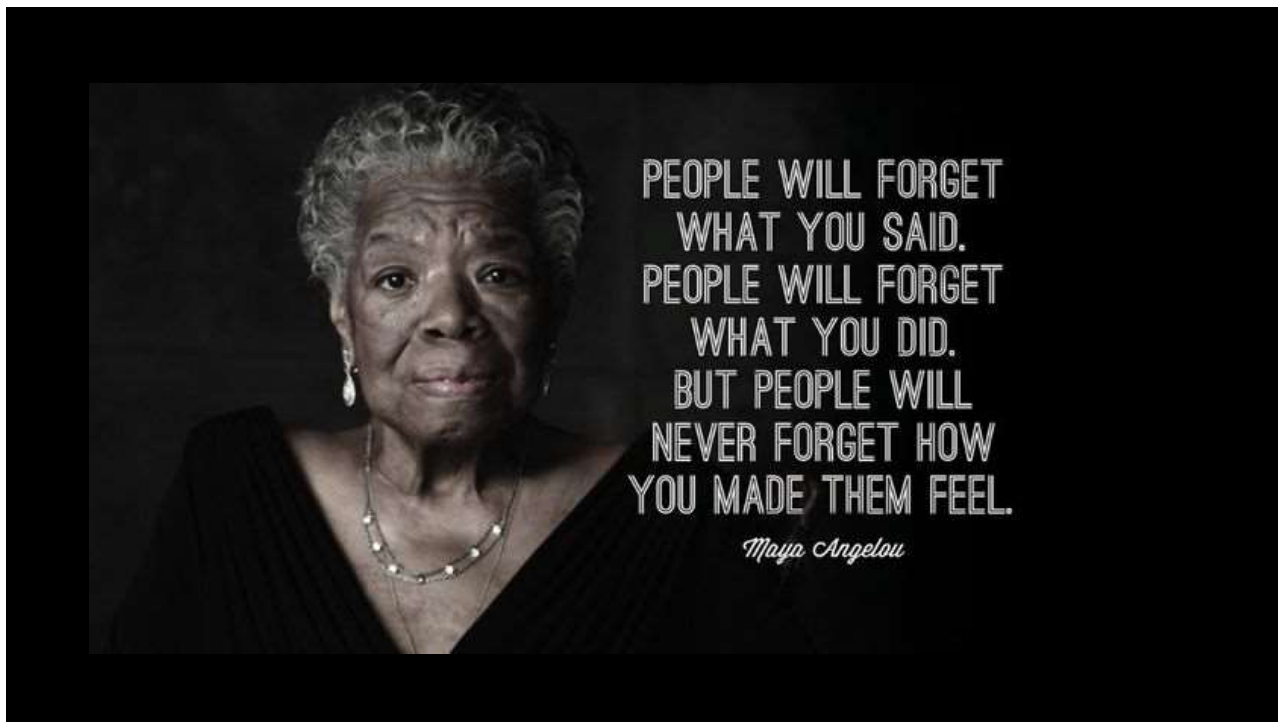 PEOPLE WILL FORGET
WHAT YOU SAID.
PEOPLE WILL FORGET
WHAT YOU DID.
BUT PEOPLE WILL
NEVER FORGET HOW
YOU MADE THEM FEEL.
Maya Angelou